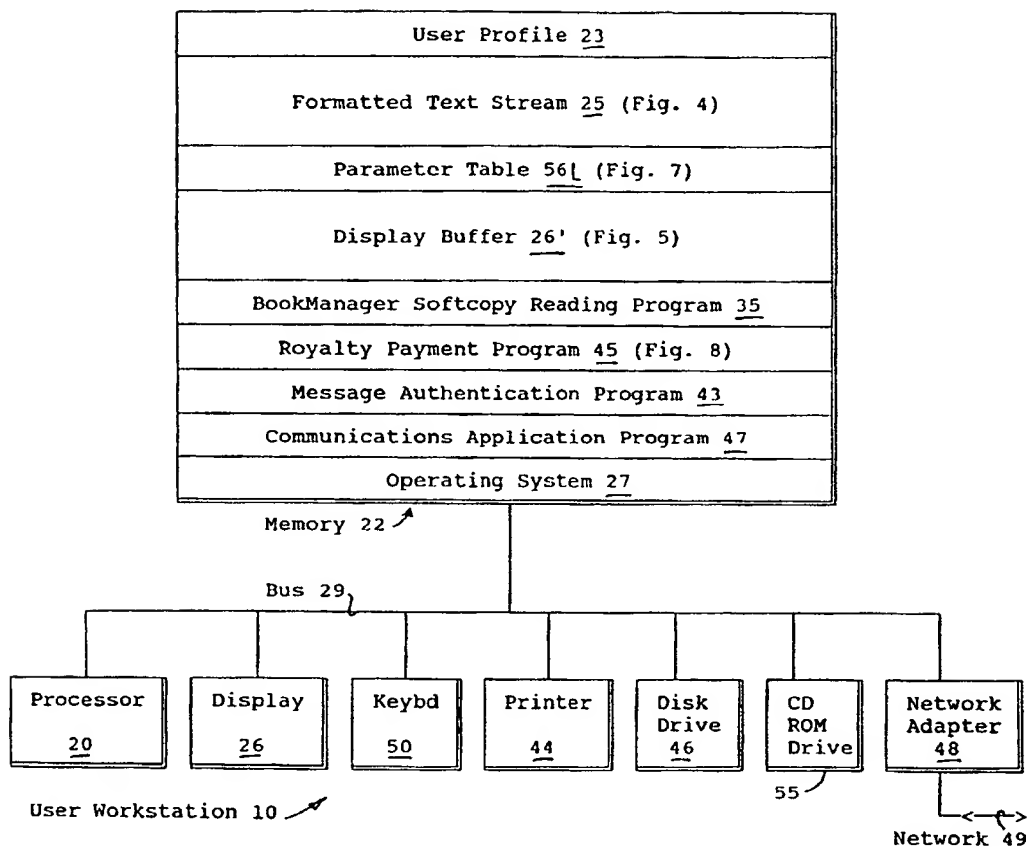 User Profile 23
Formatted Text Stream 25 (Fig. 4)
Parameter Table 56L (Fig. 7)
Display Buffer 26' (Fig. 5)
BookManager Softcopy Reading Program 35
Royalty Payment Program 45 (Fig. 8)
Message Authentication Program 43
Communications Application Program 47
Operating System 27
Memory 22
Bus 29
Processor
20
Display
26
Keybd
50
Printer
44
Disk
Drive
46
CD
ROM
Drive
55
Network
Adapter
48
User Workstation 10
Network 49